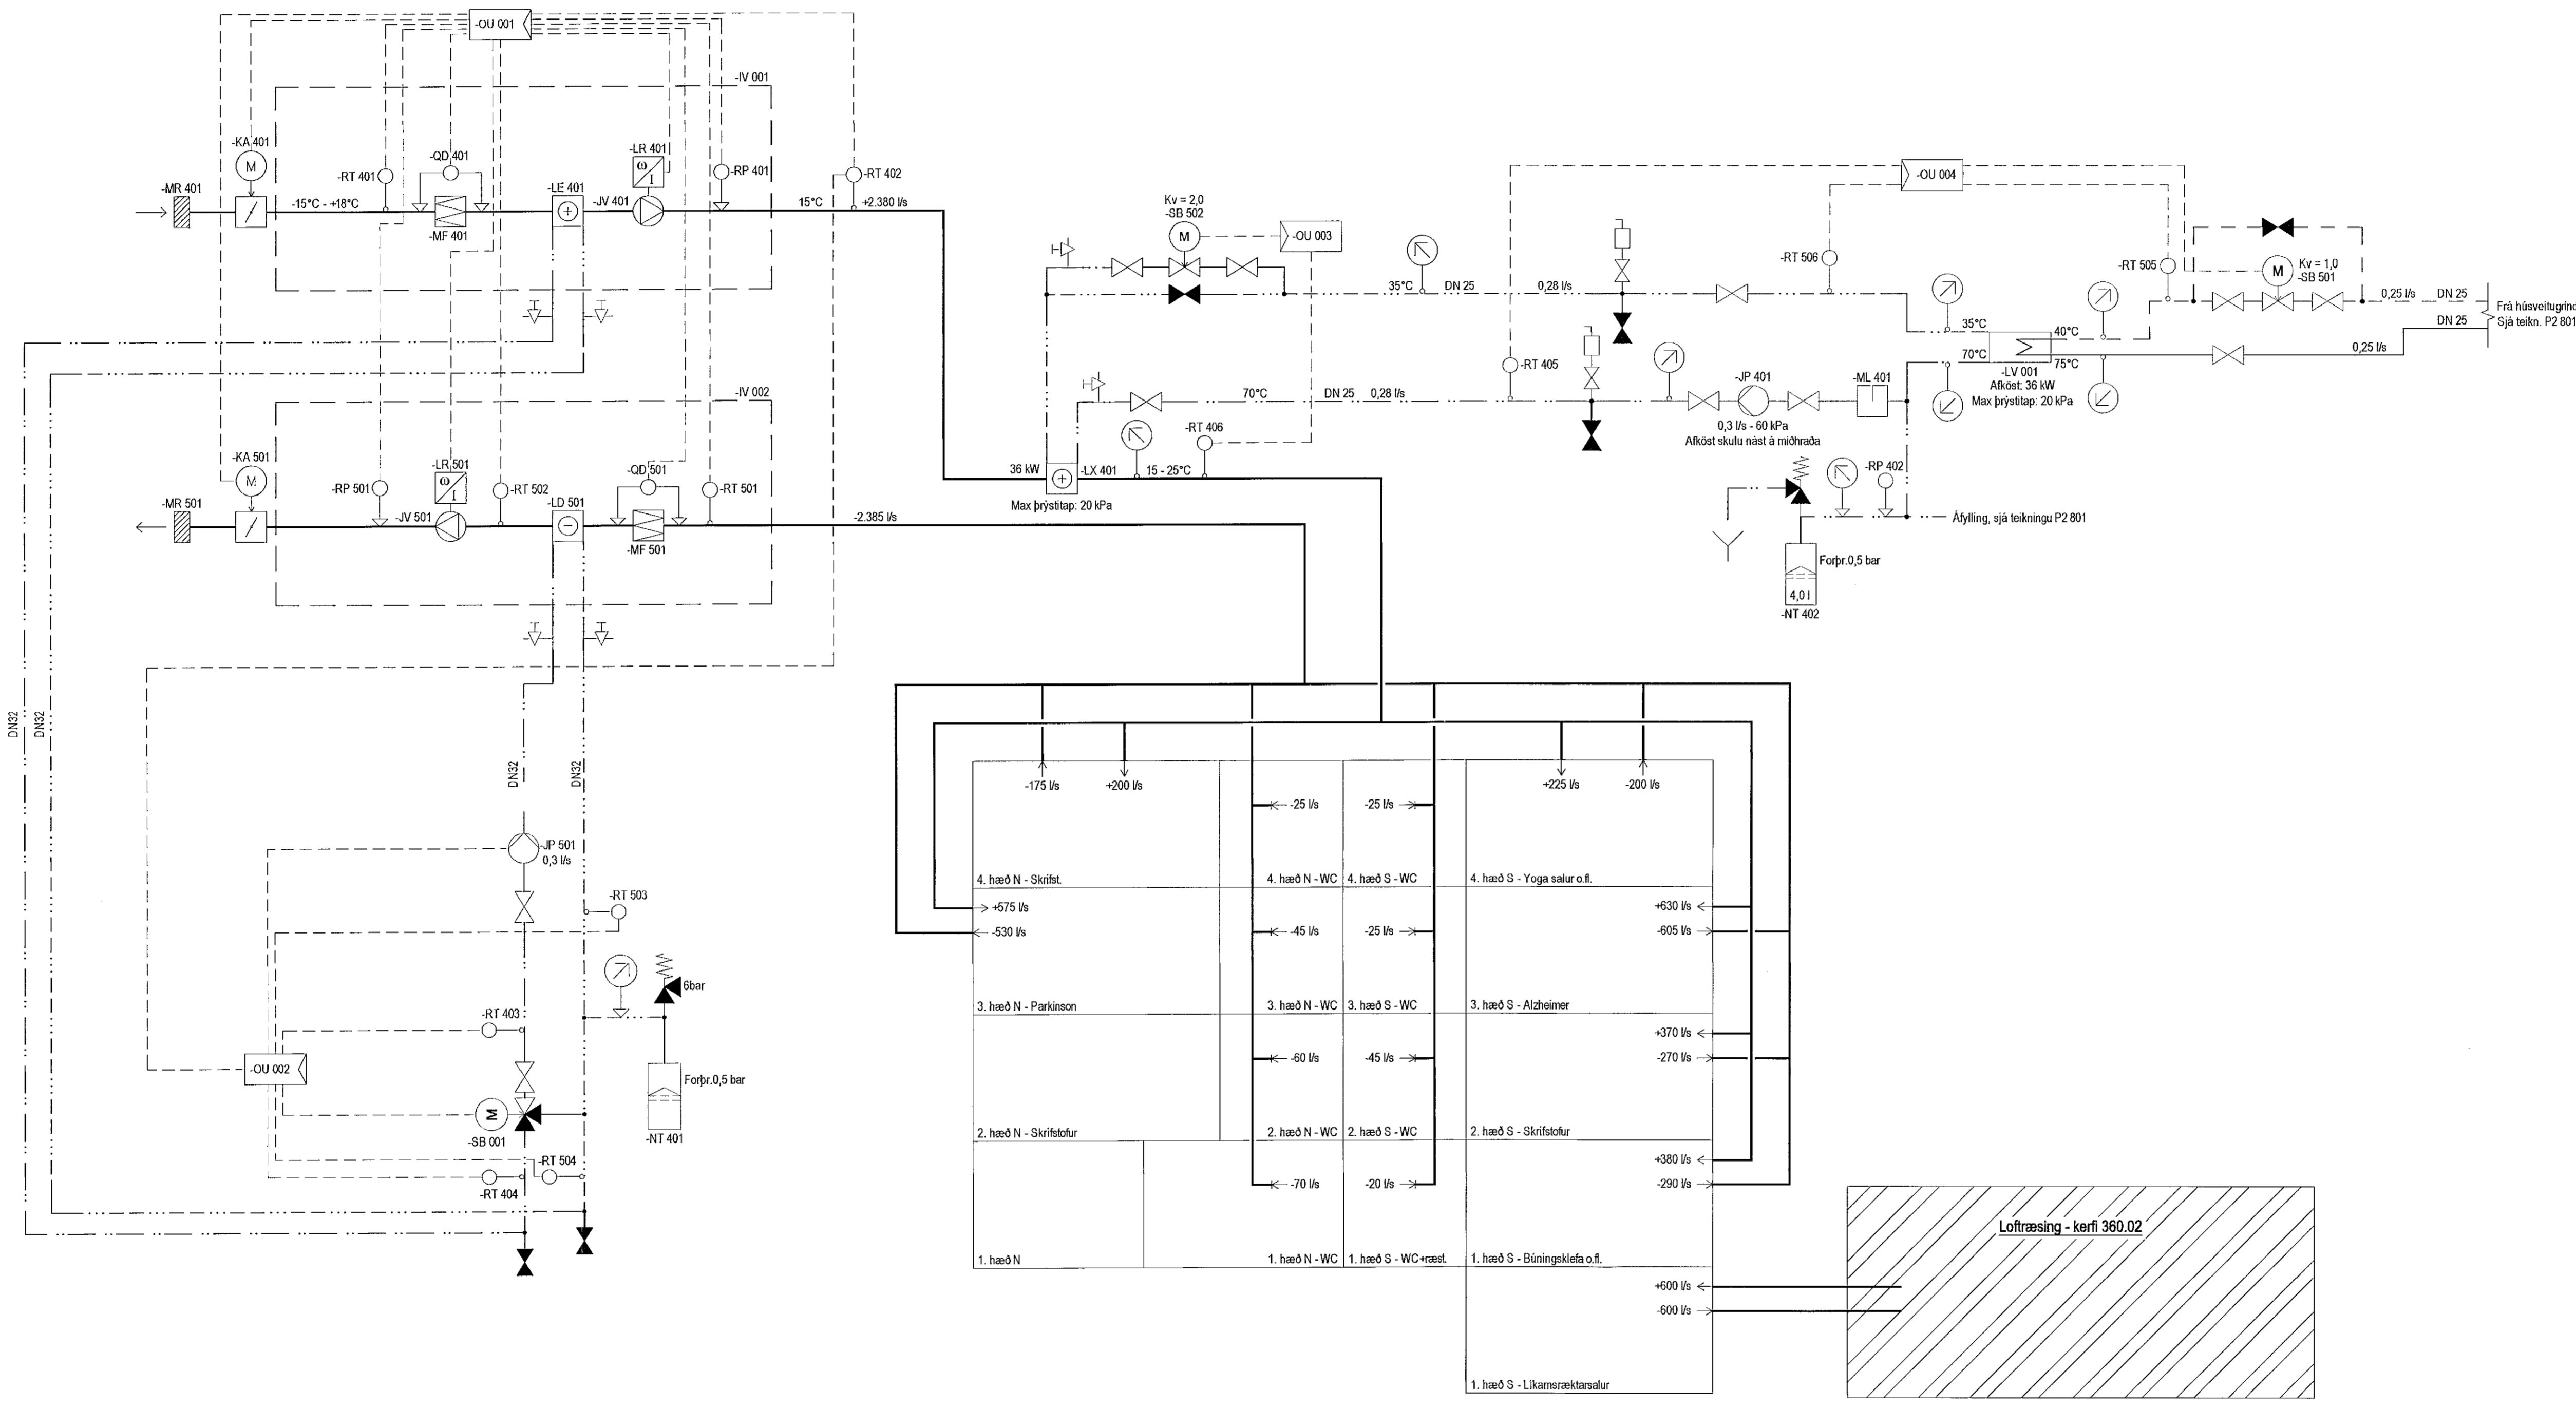 -OU 001
-IV 001
-KA 401
M
-MR 401
-RT 401
-QD 401
-LR 401
ω
I
-RP 401
-RT 402
-LE 401
-JV 401
-MF 401
-15°C - +18°C
15°C
+2.380 l/s
-IV 002
-KA 501
M
-MR 501
-RP 501
-LR 501
ω
I
-JV 501
-RT 502
-LD 501
-QD 501
-RT 501
-MF 501
-2.385 l/s
Kv = 2,0
-SB 502
M
-OU 003
35°C
DN 25
0,28 l/s
-RT 506
-OU 004
-RT 505
M
Kv = 1,0
-SB 501
0,25 l/s
DN 25
Frá húsveitugrind
Sjá teikn. P2 801
DN 25
0,25 l/s
35°C
40°C
70°C
75°C
-LV 001
Afköst: 36 kW
Max þrýstitap: 20 kPa
70°C
DN 25
0,28 l/s
-RT 405
-JP 401
-ML 401
0,3 l/s - 60 kPa
Afköst skulu nást á miðhraða
-RT 406
36 kW
-LX 401
15 - 25°C
Max þrýstitap: 20 kPa
-RP 402
Áfylling, sjá teikningu P2 801
Forþr.0,5 bar
4,0 l
-NT 402
DN32
DN32
DN32
DN32
-JP 501
0,3 l/s
-RT 503
6bar
-RT 403
-OU 002
M
-SB 001
Forþr.0,5 bar
-NT 401
-RT 504
-RT 404
-175 l/s
+200 l/s
+225 l/s
-200 l/s
-25 l/s
-25 l/s
4. hæð N - Skrifst.
4. hæð N - WC
4. hæð S - WC
4. hæð S - Yoga salur o.fl.
+575 l/s
+630 l/s
-530 l/s
-45 l/s
-25 l/s
-605 l/s
3. hæð N - Parkinson
3. hæð N - WC
3. hæð S - WC
3. hæð S - Alzheimer
+370 l/s
-60 l/s
-45 l/s
-270 l/s
2. hæð N - Skrifstofur
2. hæð N - WC
2. hæð S - WC
2. hæð S - Skrifstofur
+380 l/s
-70 l/s
-20 l/s
-290 l/s
1. hæð N
1. hæð N - WC
1. hæð S - WC+ræst.
1. hæð S - Búningsklefa o.fl.
+600 l/s
-600 l/s
1. hæð S - Líkamsræktarsalur
Loftræsing - kerfi 360.02